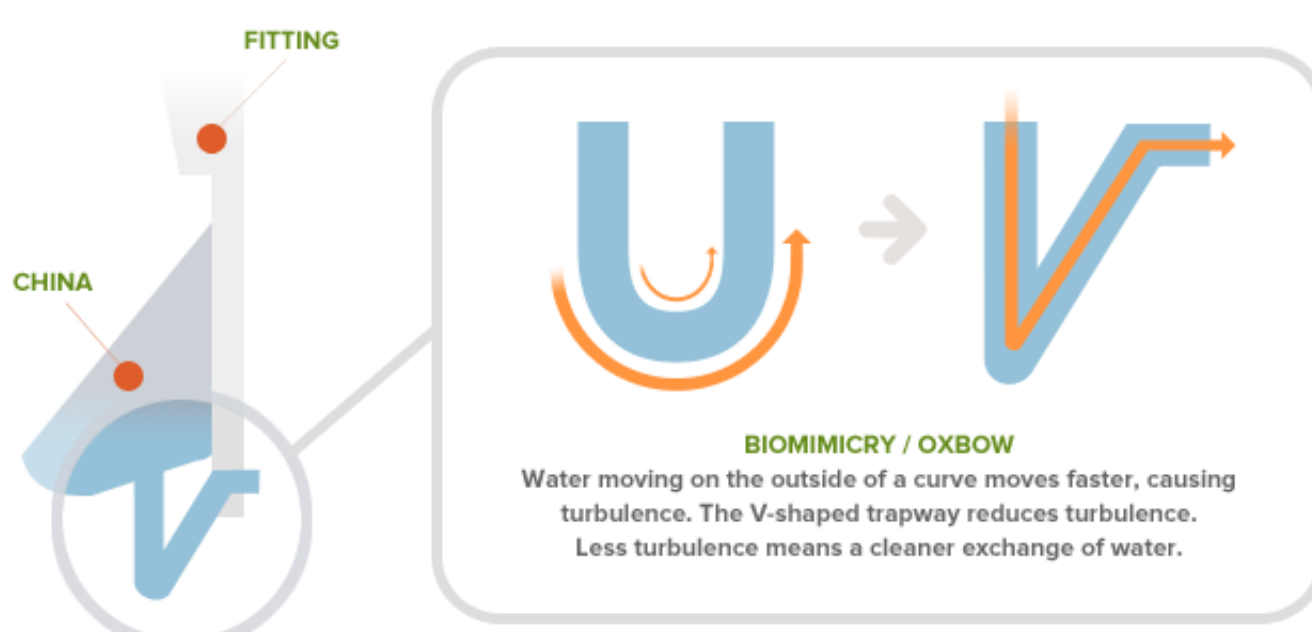 FITTING
CHINA
BIOMIMICRY / OXBOW
Water moving on the outside of a curve moves faster, causing
turbulence. The V-shaped trapway reduces turbulence.
Less turbulence means a cleaner exchange of water.